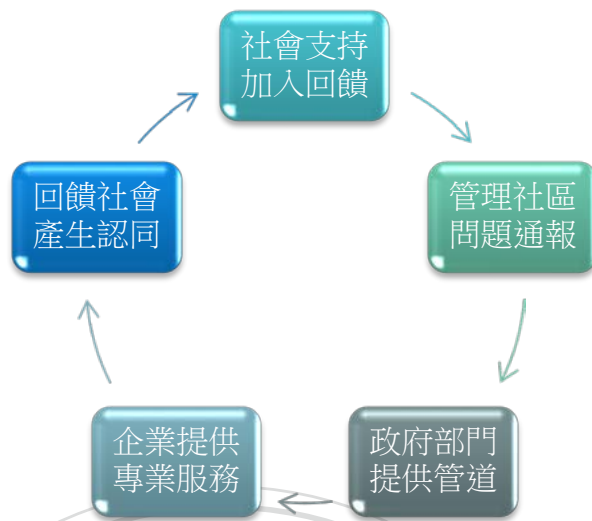 社會支持
加入回饋
管理社區
問題通報
政府部門
提供管道
企業提供
專業服務
回饋社會
產生認同